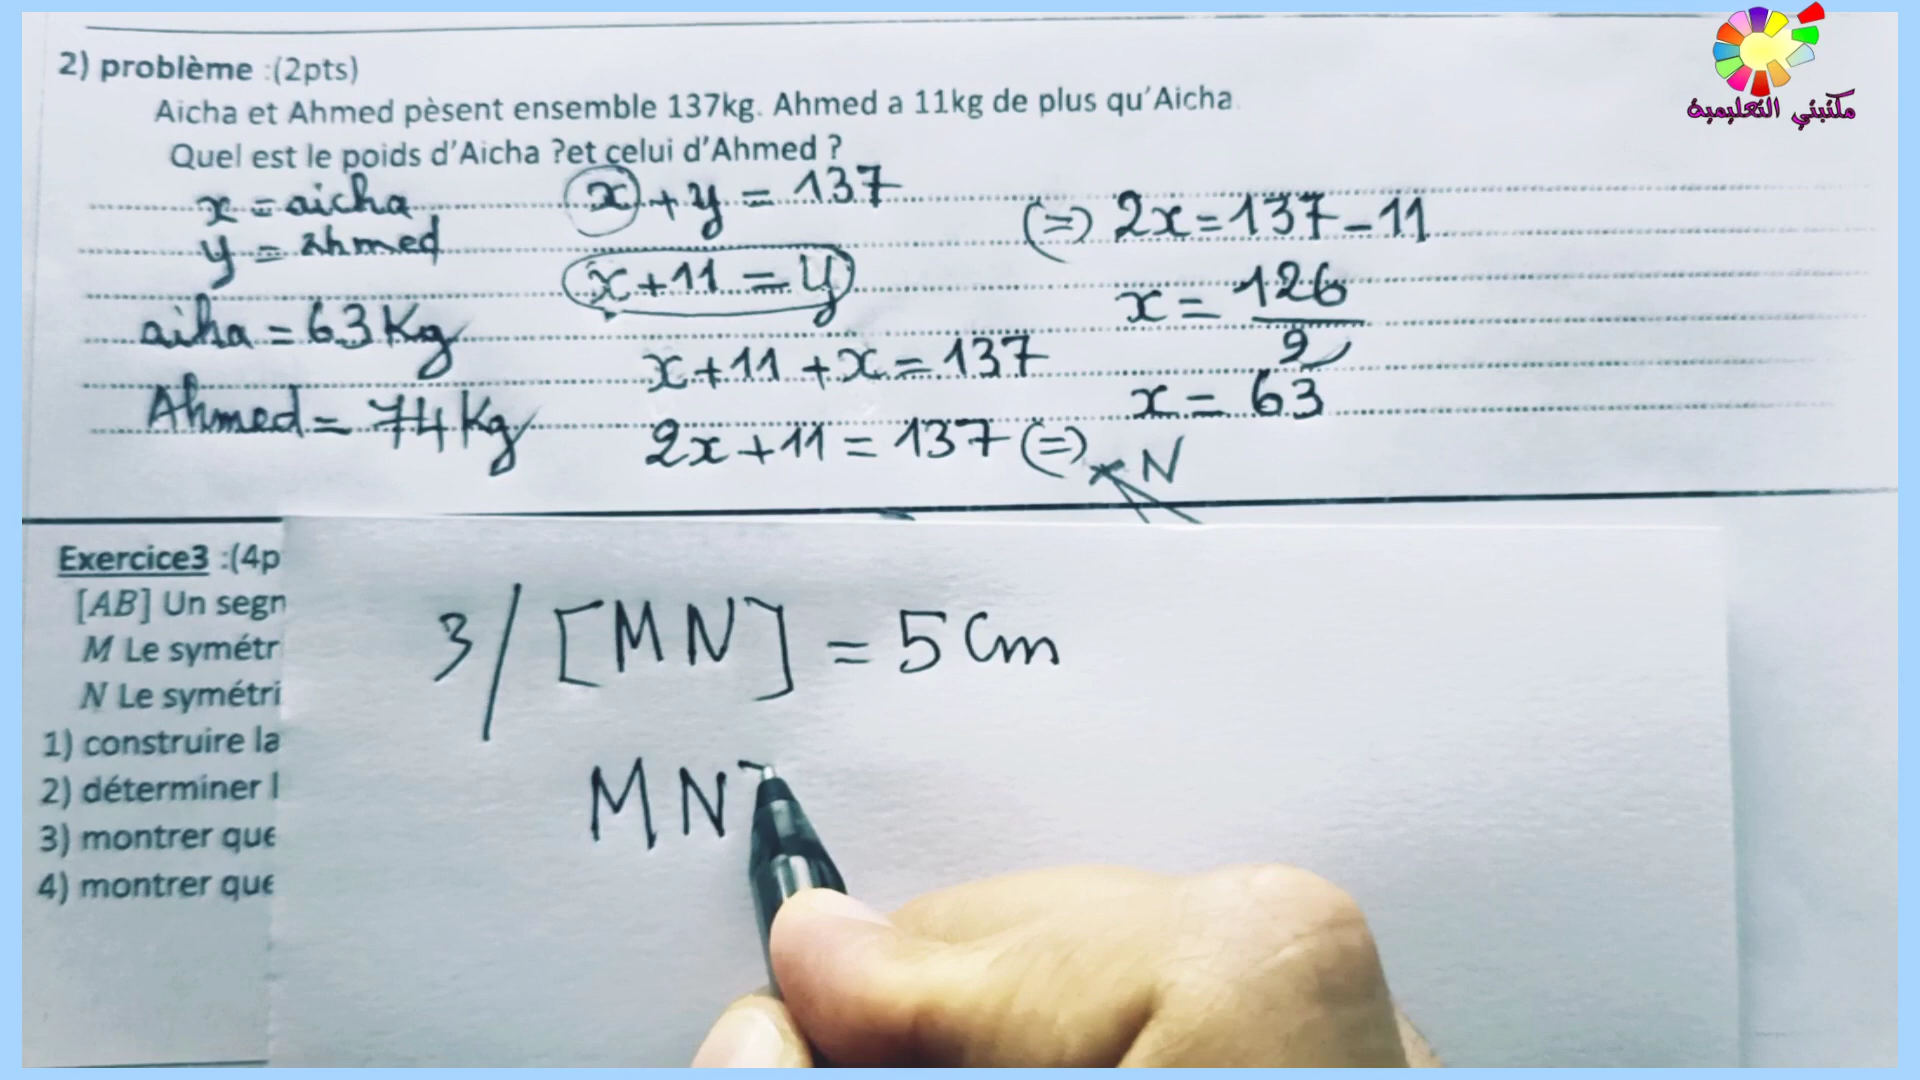 مكتبتي التعليمية
2) problème :(2pts)
Aicha et Ahmed pèsent ensemble 137kg. Ahmed a 11kg de plus qu'Aicha.
Quel est le poids d'Aicha ?et celui d'Ahmed ?
x = aicha
y = ahmed
aiha = 63 Kg
Ahmed = 74 Kg
x + y = 137
x + 11 = y
x + 11 + x = 137
2x + 11 = 137 (=)
(=) 2x = 137 - 11
x = 126/2
x = 63
N
Exercice3 :(4p
[AB] Un segn
M Le symétr
N Le symétri
1) construire la
2) déterminer l
3) montrer que
4) montrer que
3/ [MN] = 5 Cm
MN